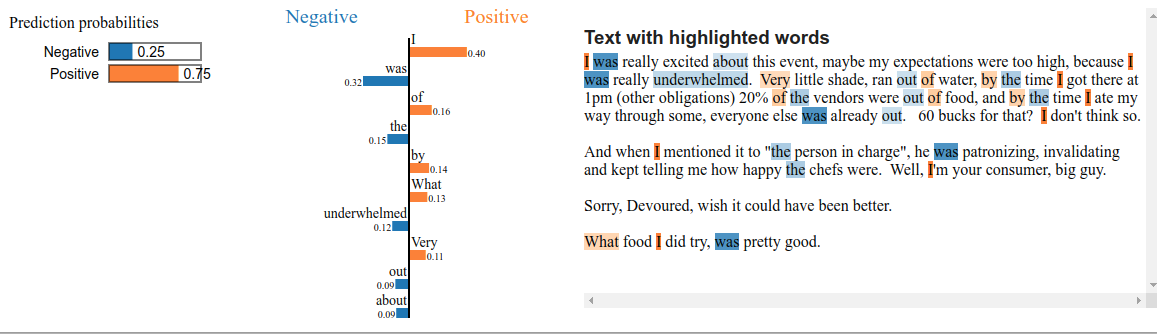 Prediction probabilities
Negative 0.25
Positive 0.75
Negative Positive
I
0.40
was
0.32
of
0.16
the
0.15
by
0.14
What
0.13
underwhelmed
0.12
Very
0.11
out
0.09
about
0.09
Text with highlighted words
I was really excited about this event, maybe my expectations were too high, because I
was really underwhelmed.  Very little shade, ran out of water, by the time I got there at
1pm (other obligations) 20% of the vendors were out of food, and by the time I ate my
way through some, everyone else was already out.   60 bucks for that?  I don't think so.
And when I mentioned it to "the person in charge", he was patronizing, invalidating
and kept telling me how happy the chefs were.  Well, I'm your consumer, big guy.
Sorry, Devoured, wish it could have been better.
What food I did try, was pretty good.